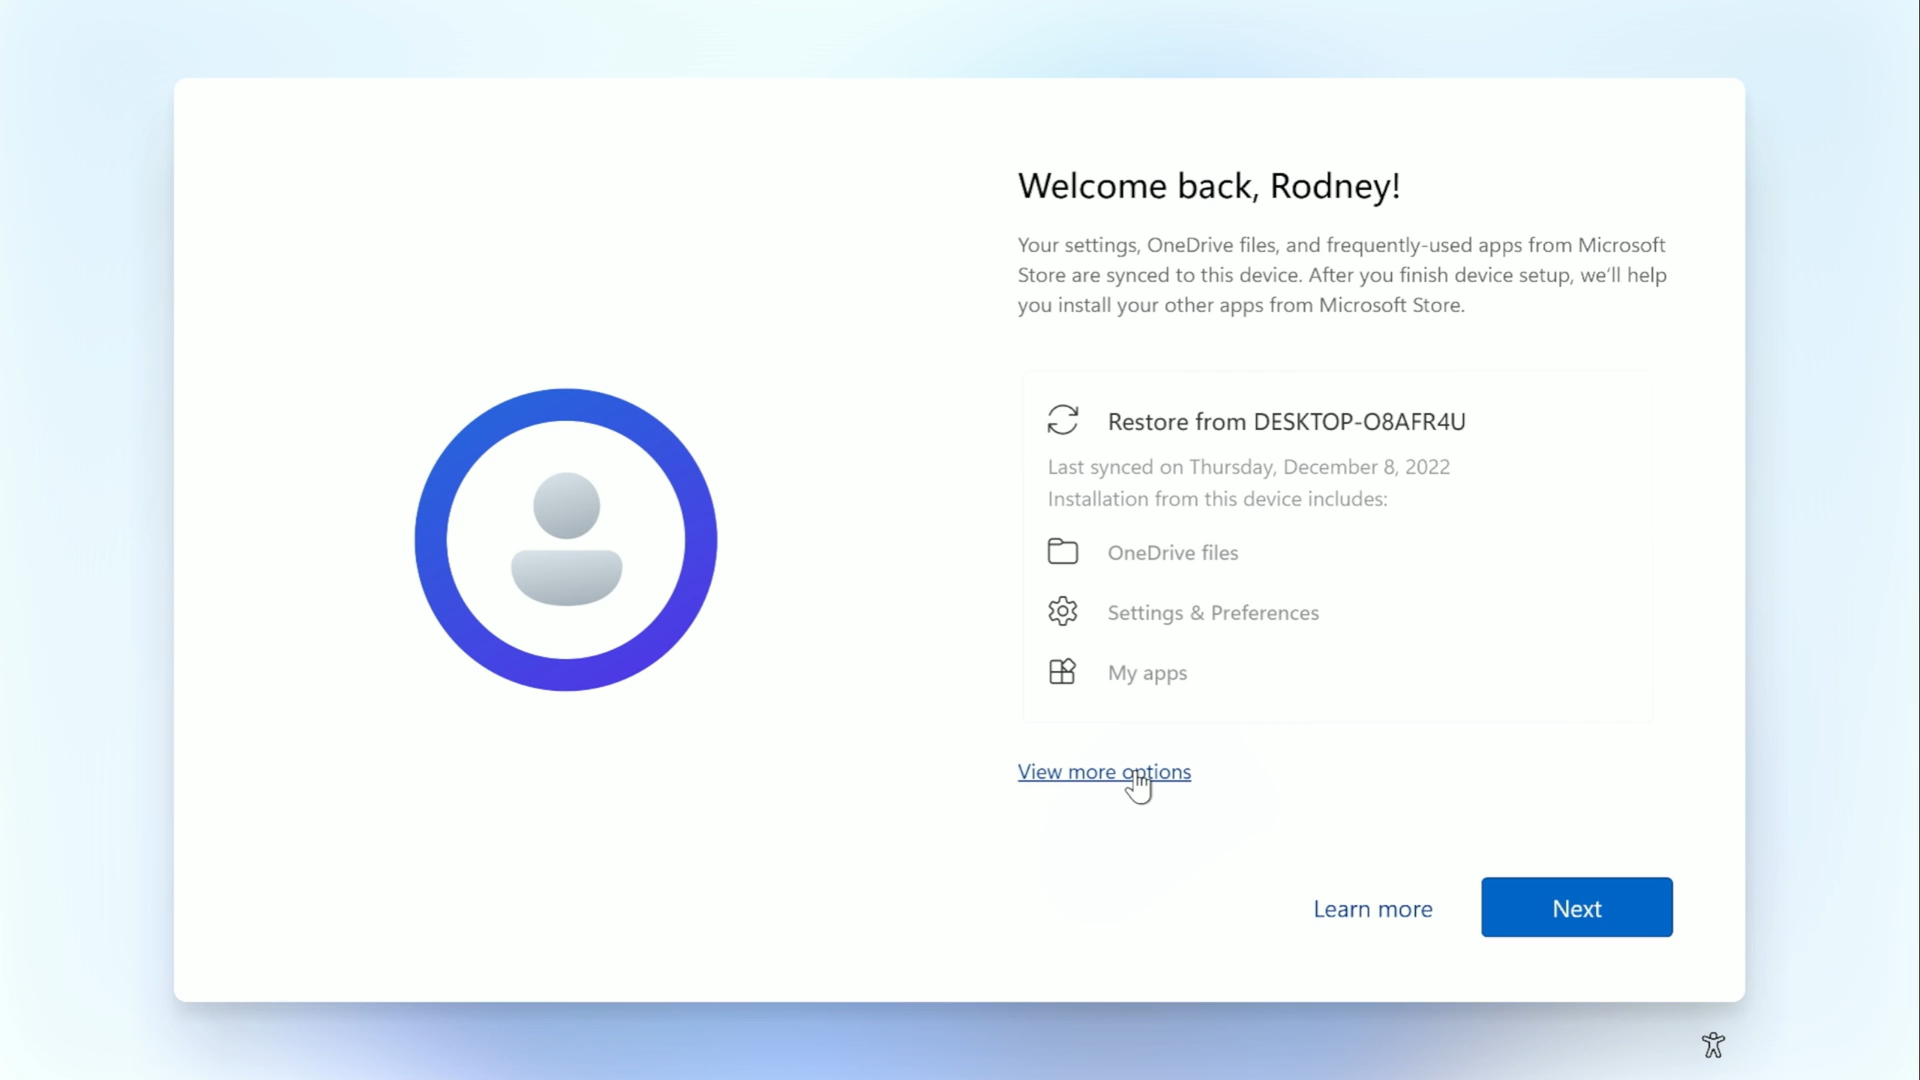 Welcome back, Rodney!
Your settings, OneDrive files, and frequently-used apps from Microsoft
Store are synced to this device. After you finish device setup, we'll help
you install your other apps from Microsoft Store.
Restore from DESKTOP-O8AFR4U
Last synced on Thursday, December 8, 2022
Installation from this device includes:
OneDrive files
Settings & Preferences
My apps
View more options
Learn more
Next